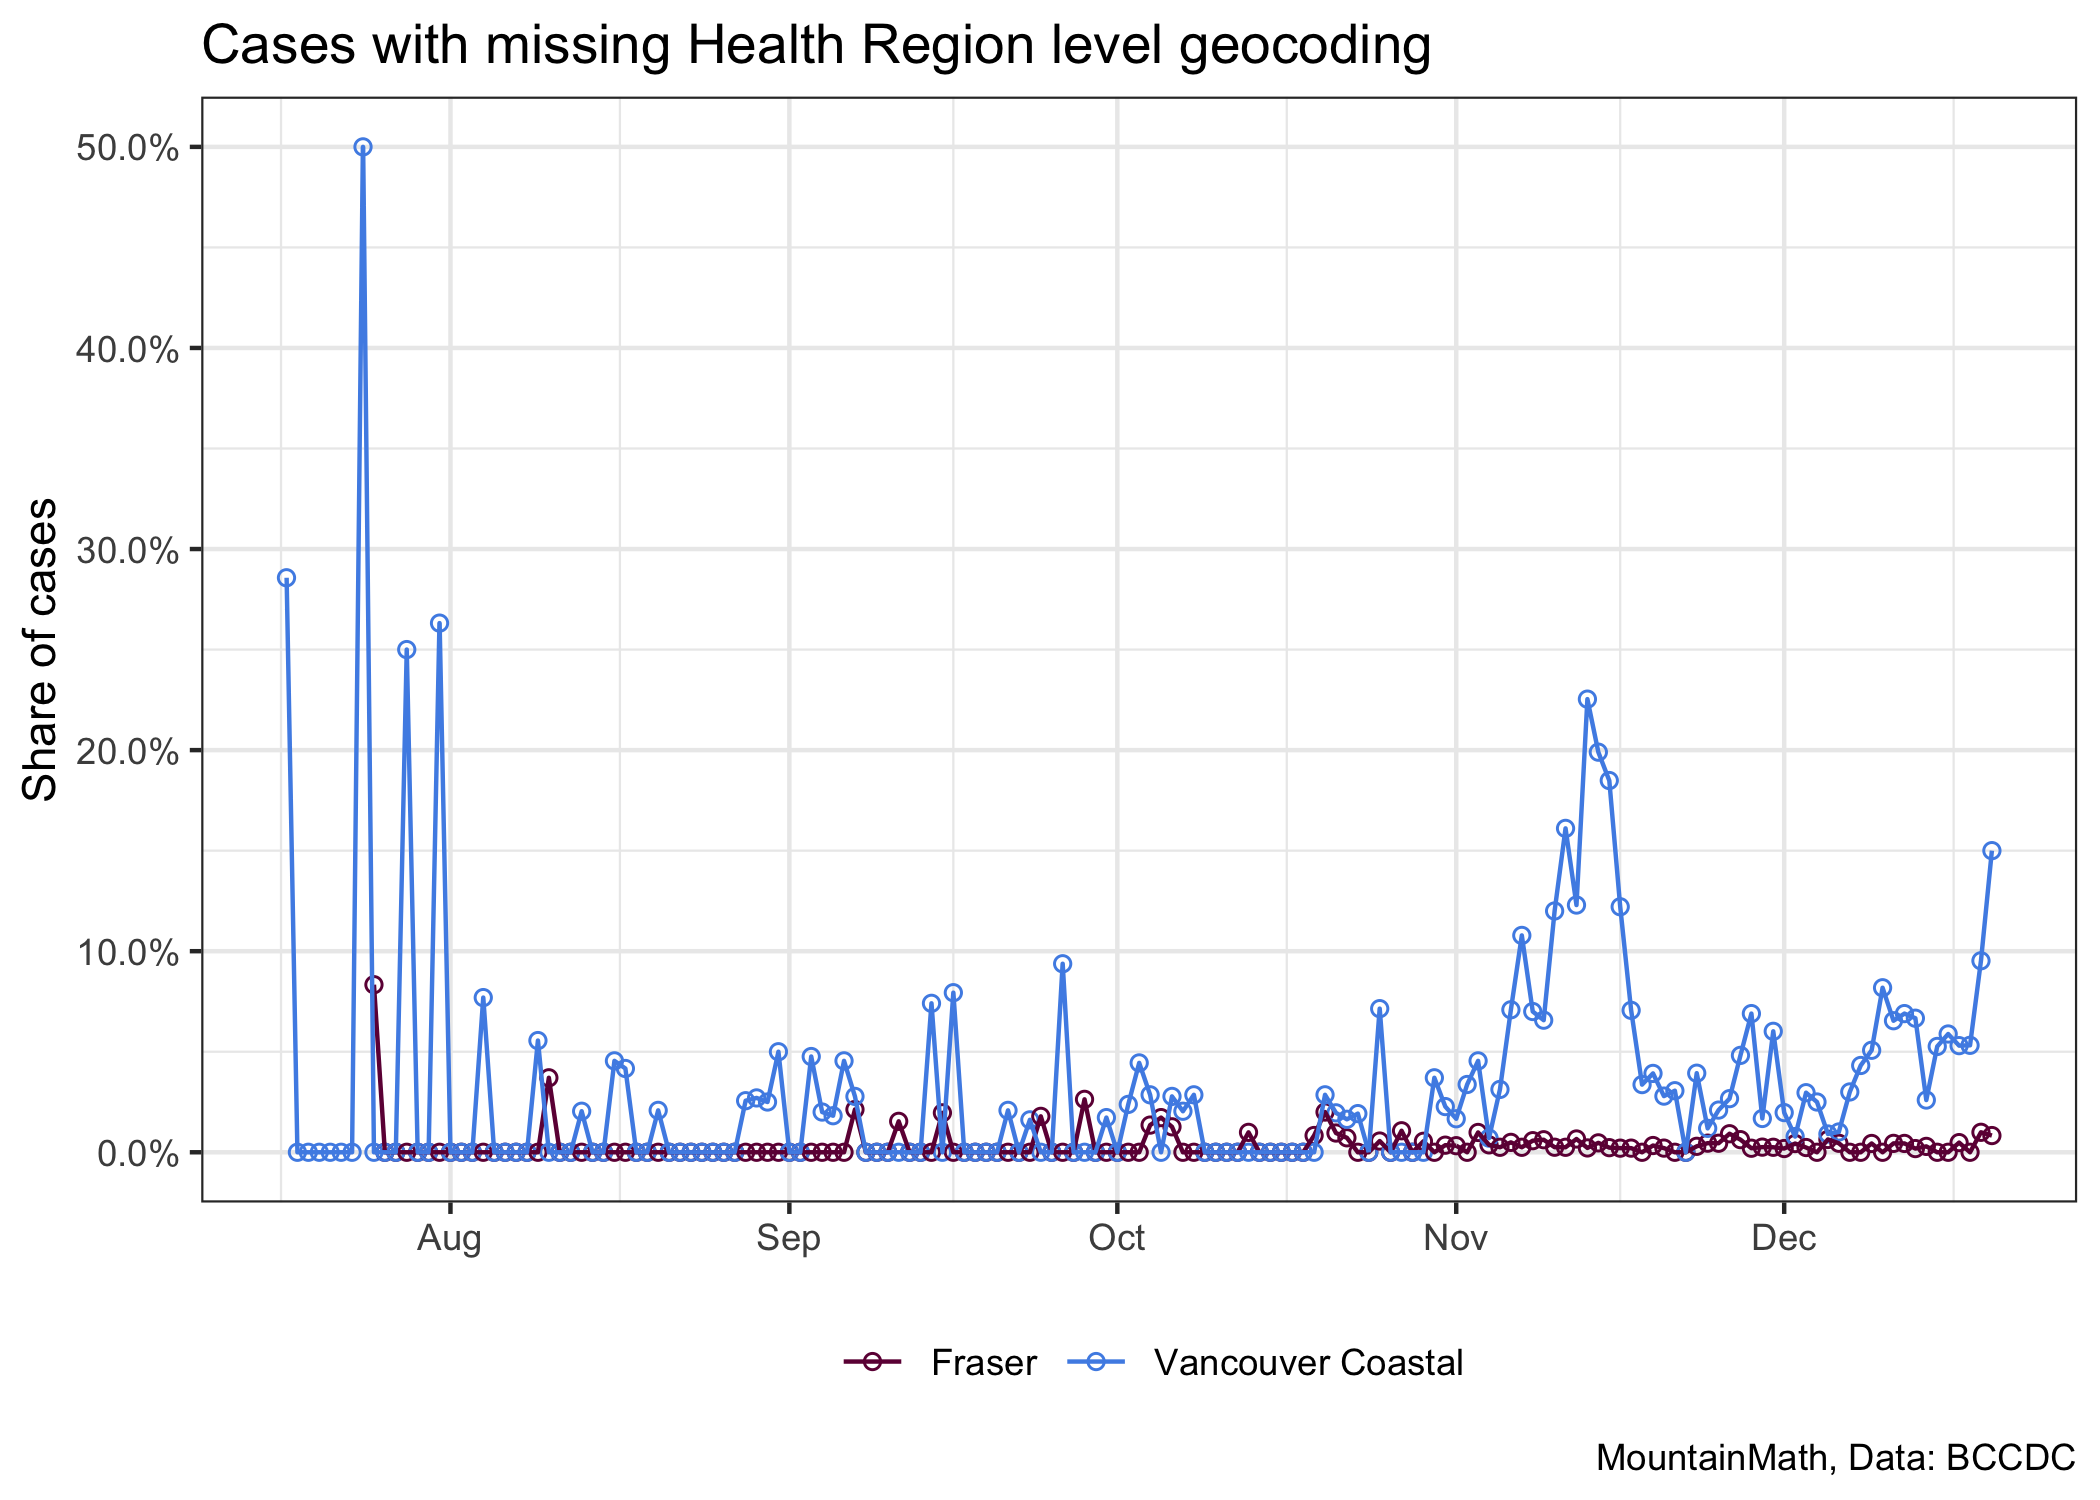 Cases with missing Health Region level geocoding
Share of cases
50.0%
40.0%
30.0%
20.0%
10.0%
0.0%
Aug Sep Oct Nov Dec
Fraser Vancouver Coastal
MountainMath, Data: BCCDC